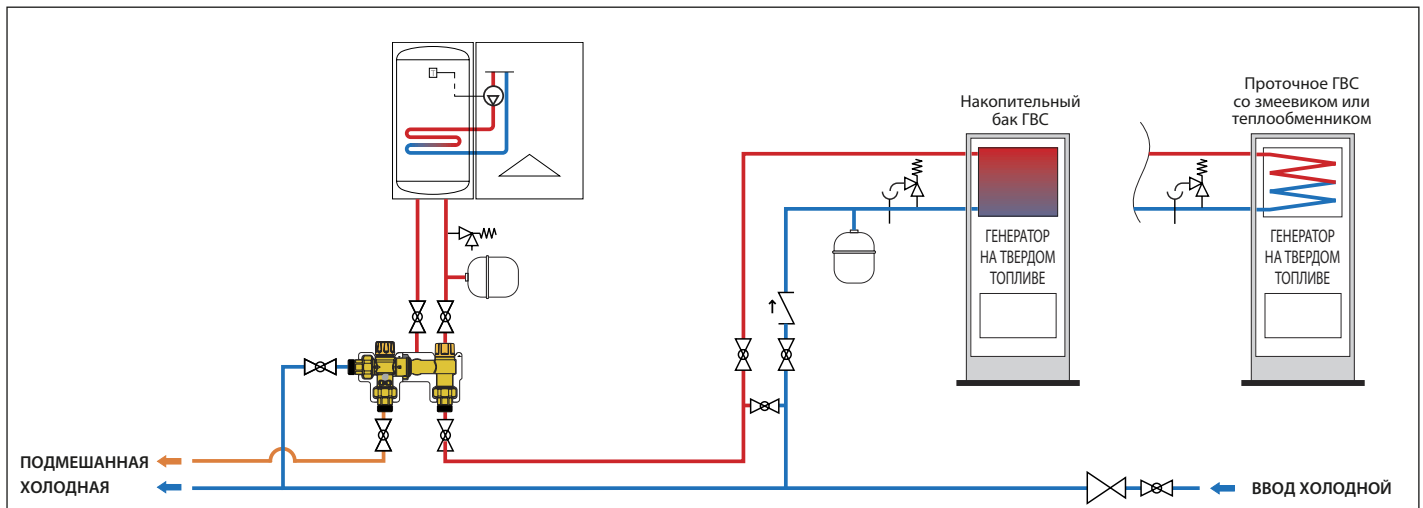 Накопительный
бак ГВС
Проточное ГВС
со змеевиком или
теплообменником
T
ГЕНЕРАТОР
НА ТВЕРДОМ
ТОПЛИВЕ
ГЕНЕРАТОР
НА ТВЕРДОМ
ТОПЛИВЕ
ПОДМЕШАННАЯ
ХОЛОДНАЯ
ВВОД ХОЛОДНОЙ